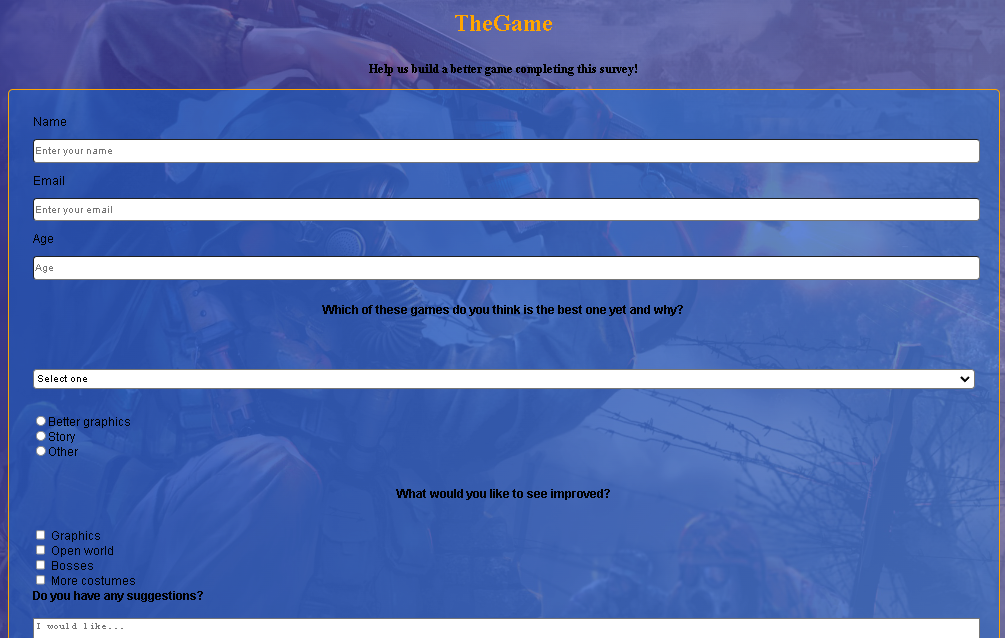 TheGame
Help us build a better game completing this survey!
Name
Enter your name
Email
Enter your email
Age
Age
Which of these games do you think is the best one yet and why?
Select one
Better graphics
Story
Other
What would you like to see improved?
Graphics
Open world
Bosses
More costumes
Do you have any suggestions?
I would like...